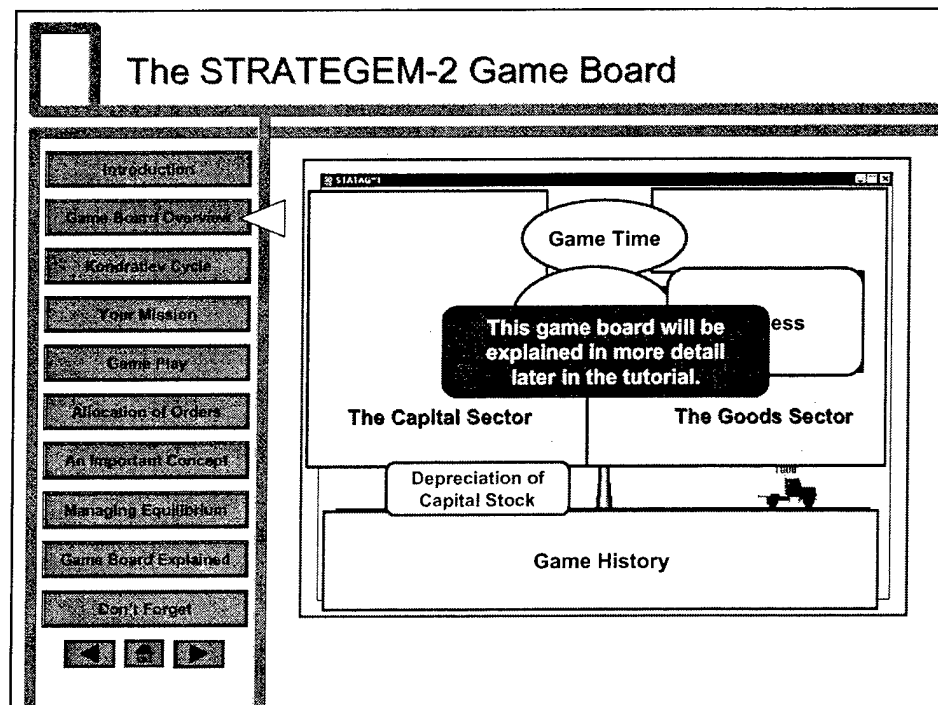 The STRATEGEM-2 Game Board
Introduction
Game Board Overview
Kondratiev Cycle
Your Mission
Game Play
Allocation of Orders
An Important Concept
Managing Equilibrium
Game Board Explained
Don't Forget
Game Time
This game board will be
explained in more detail
later in the tutorial.
The Capital Sector
The Goods Sector
Depreciation of
Capital Stock
Game History